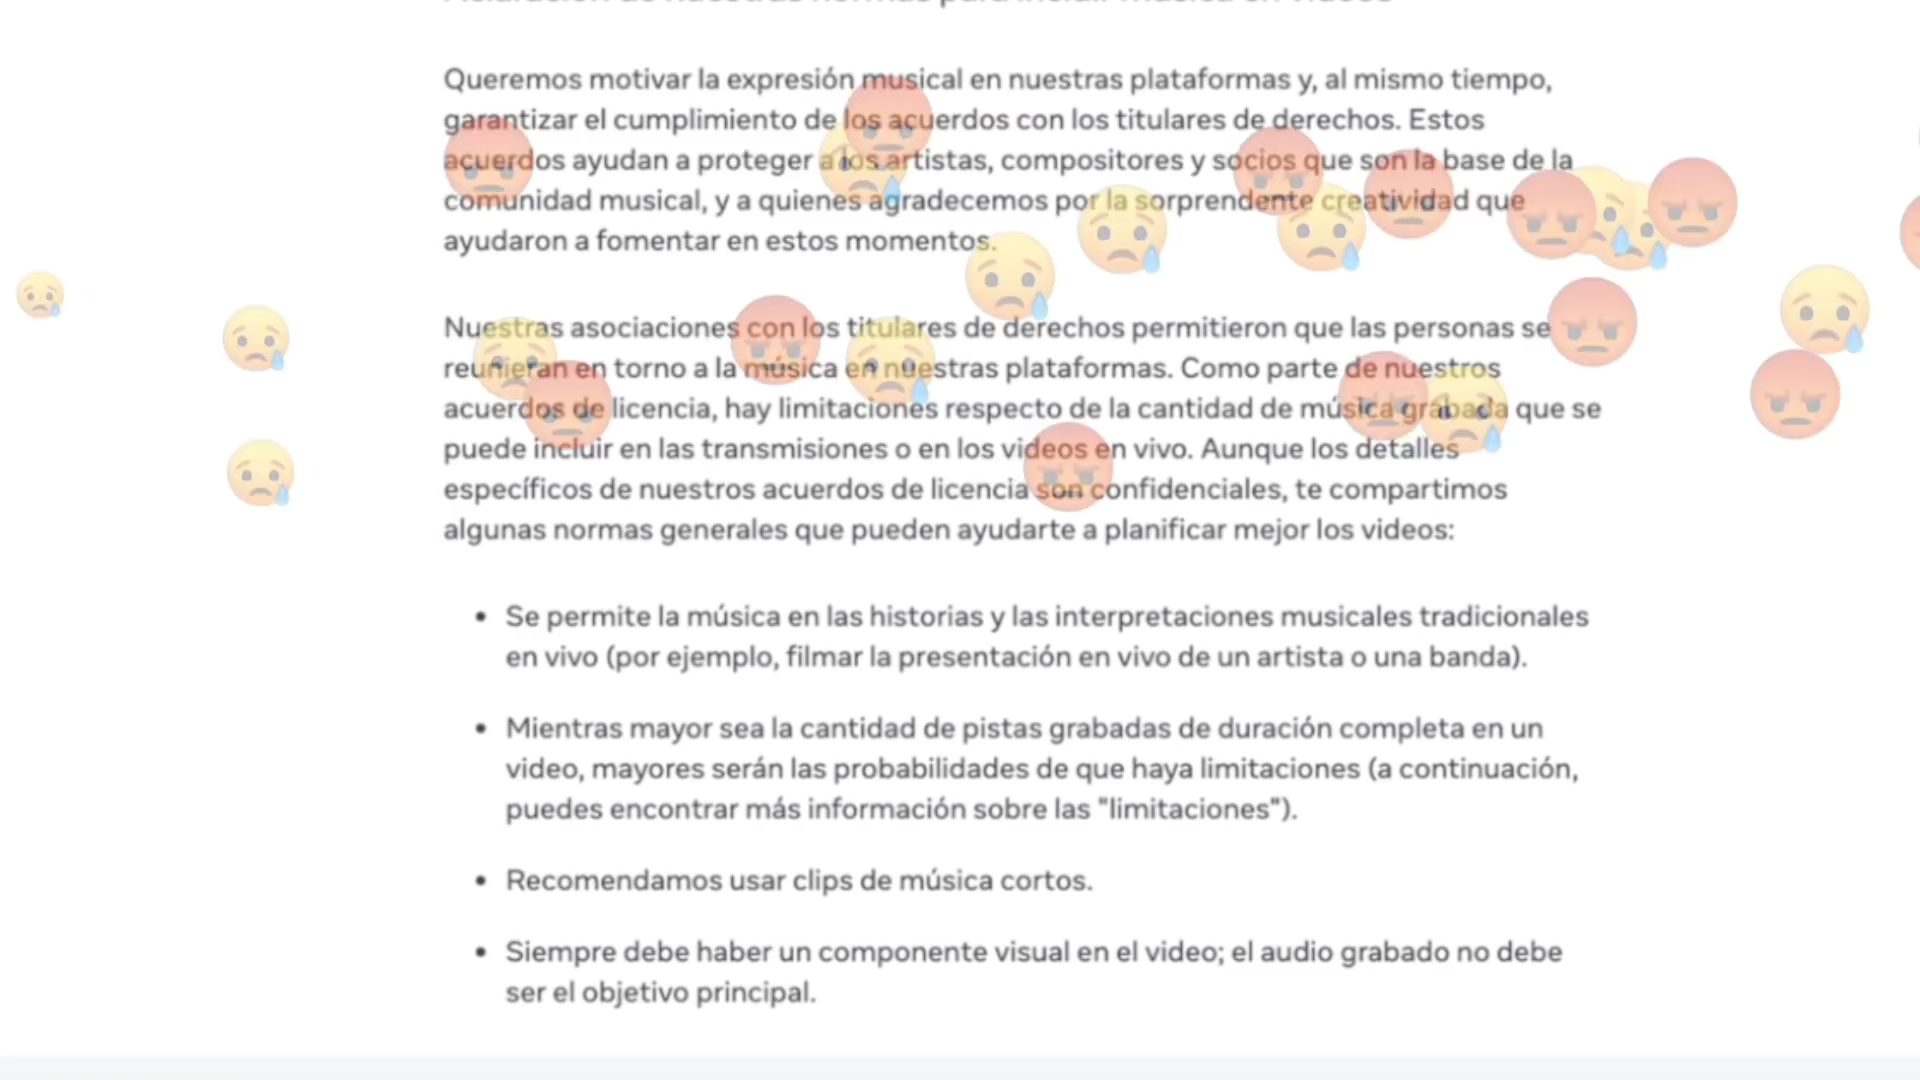 Aclaración de nuestras normas para incluir música en videos
Queremos motivar la expresión musical en nuestras plataformas y, al mismo tiempo,
garantizar el cumplimiento de los acuerdos con los titulares de derechos. Estos
acuerdos ayudan a proteger a los artistas, compositores y socios que son la base de la
comunidad musical, y a quienes agradecemos por la sorprendente creatividad que
ayudaron a fomentar en estos momentos.
Nuestras asociaciones con los titulares de derechos permitieron que las personas se
reunieran en torno a la música en nuestras plataformas. Como parte de nuestros
acuerdos de licencia, hay limitaciones respecto de la cantidad de música grabada que se
puede incluir en las transmisiones o en los videos en vivo. Aunque los detalles
específicos de nuestros acuerdos de licencia son confidenciales, te compartimos
algunas normas generales que pueden ayudarte a planificar mejor los videos:
• Se permite la música en las historias y las interpretaciones musicales tradicionales
en vivo (por ejemplo, filmar la presentación en vivo de un artista o una banda).
• Mientras mayor sea la cantidad de pistas grabadas de duración completa en un
video, mayores serán las probabilidades de que haya limitaciones (a continuación,
puedes encontrar más información sobre las "limitaciones").
• Recomendamos usar clips de música cortos.
• Siempre debe haber un componente visual en el video; el audio grabado no debe
ser el objetivo principal.